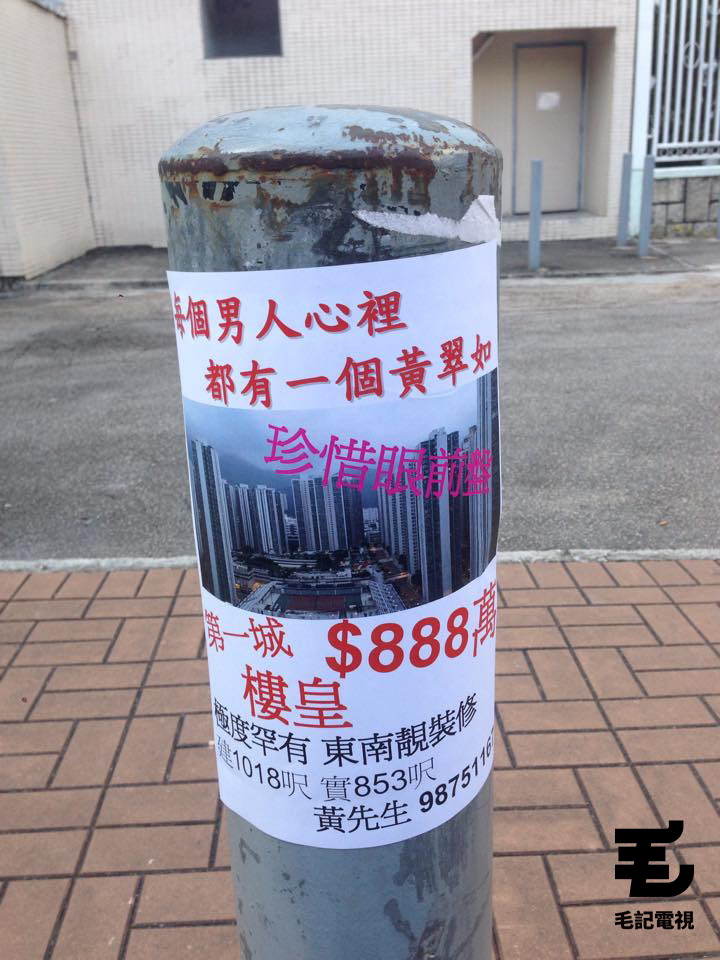 每個男人心裡
都有一個黃翠如
珍惜眼前盤
第一城 $888萬
樓皇
極度罕有 東南靚裝修
建1018呎 實853呎
黃先生 9875116
毛記電視